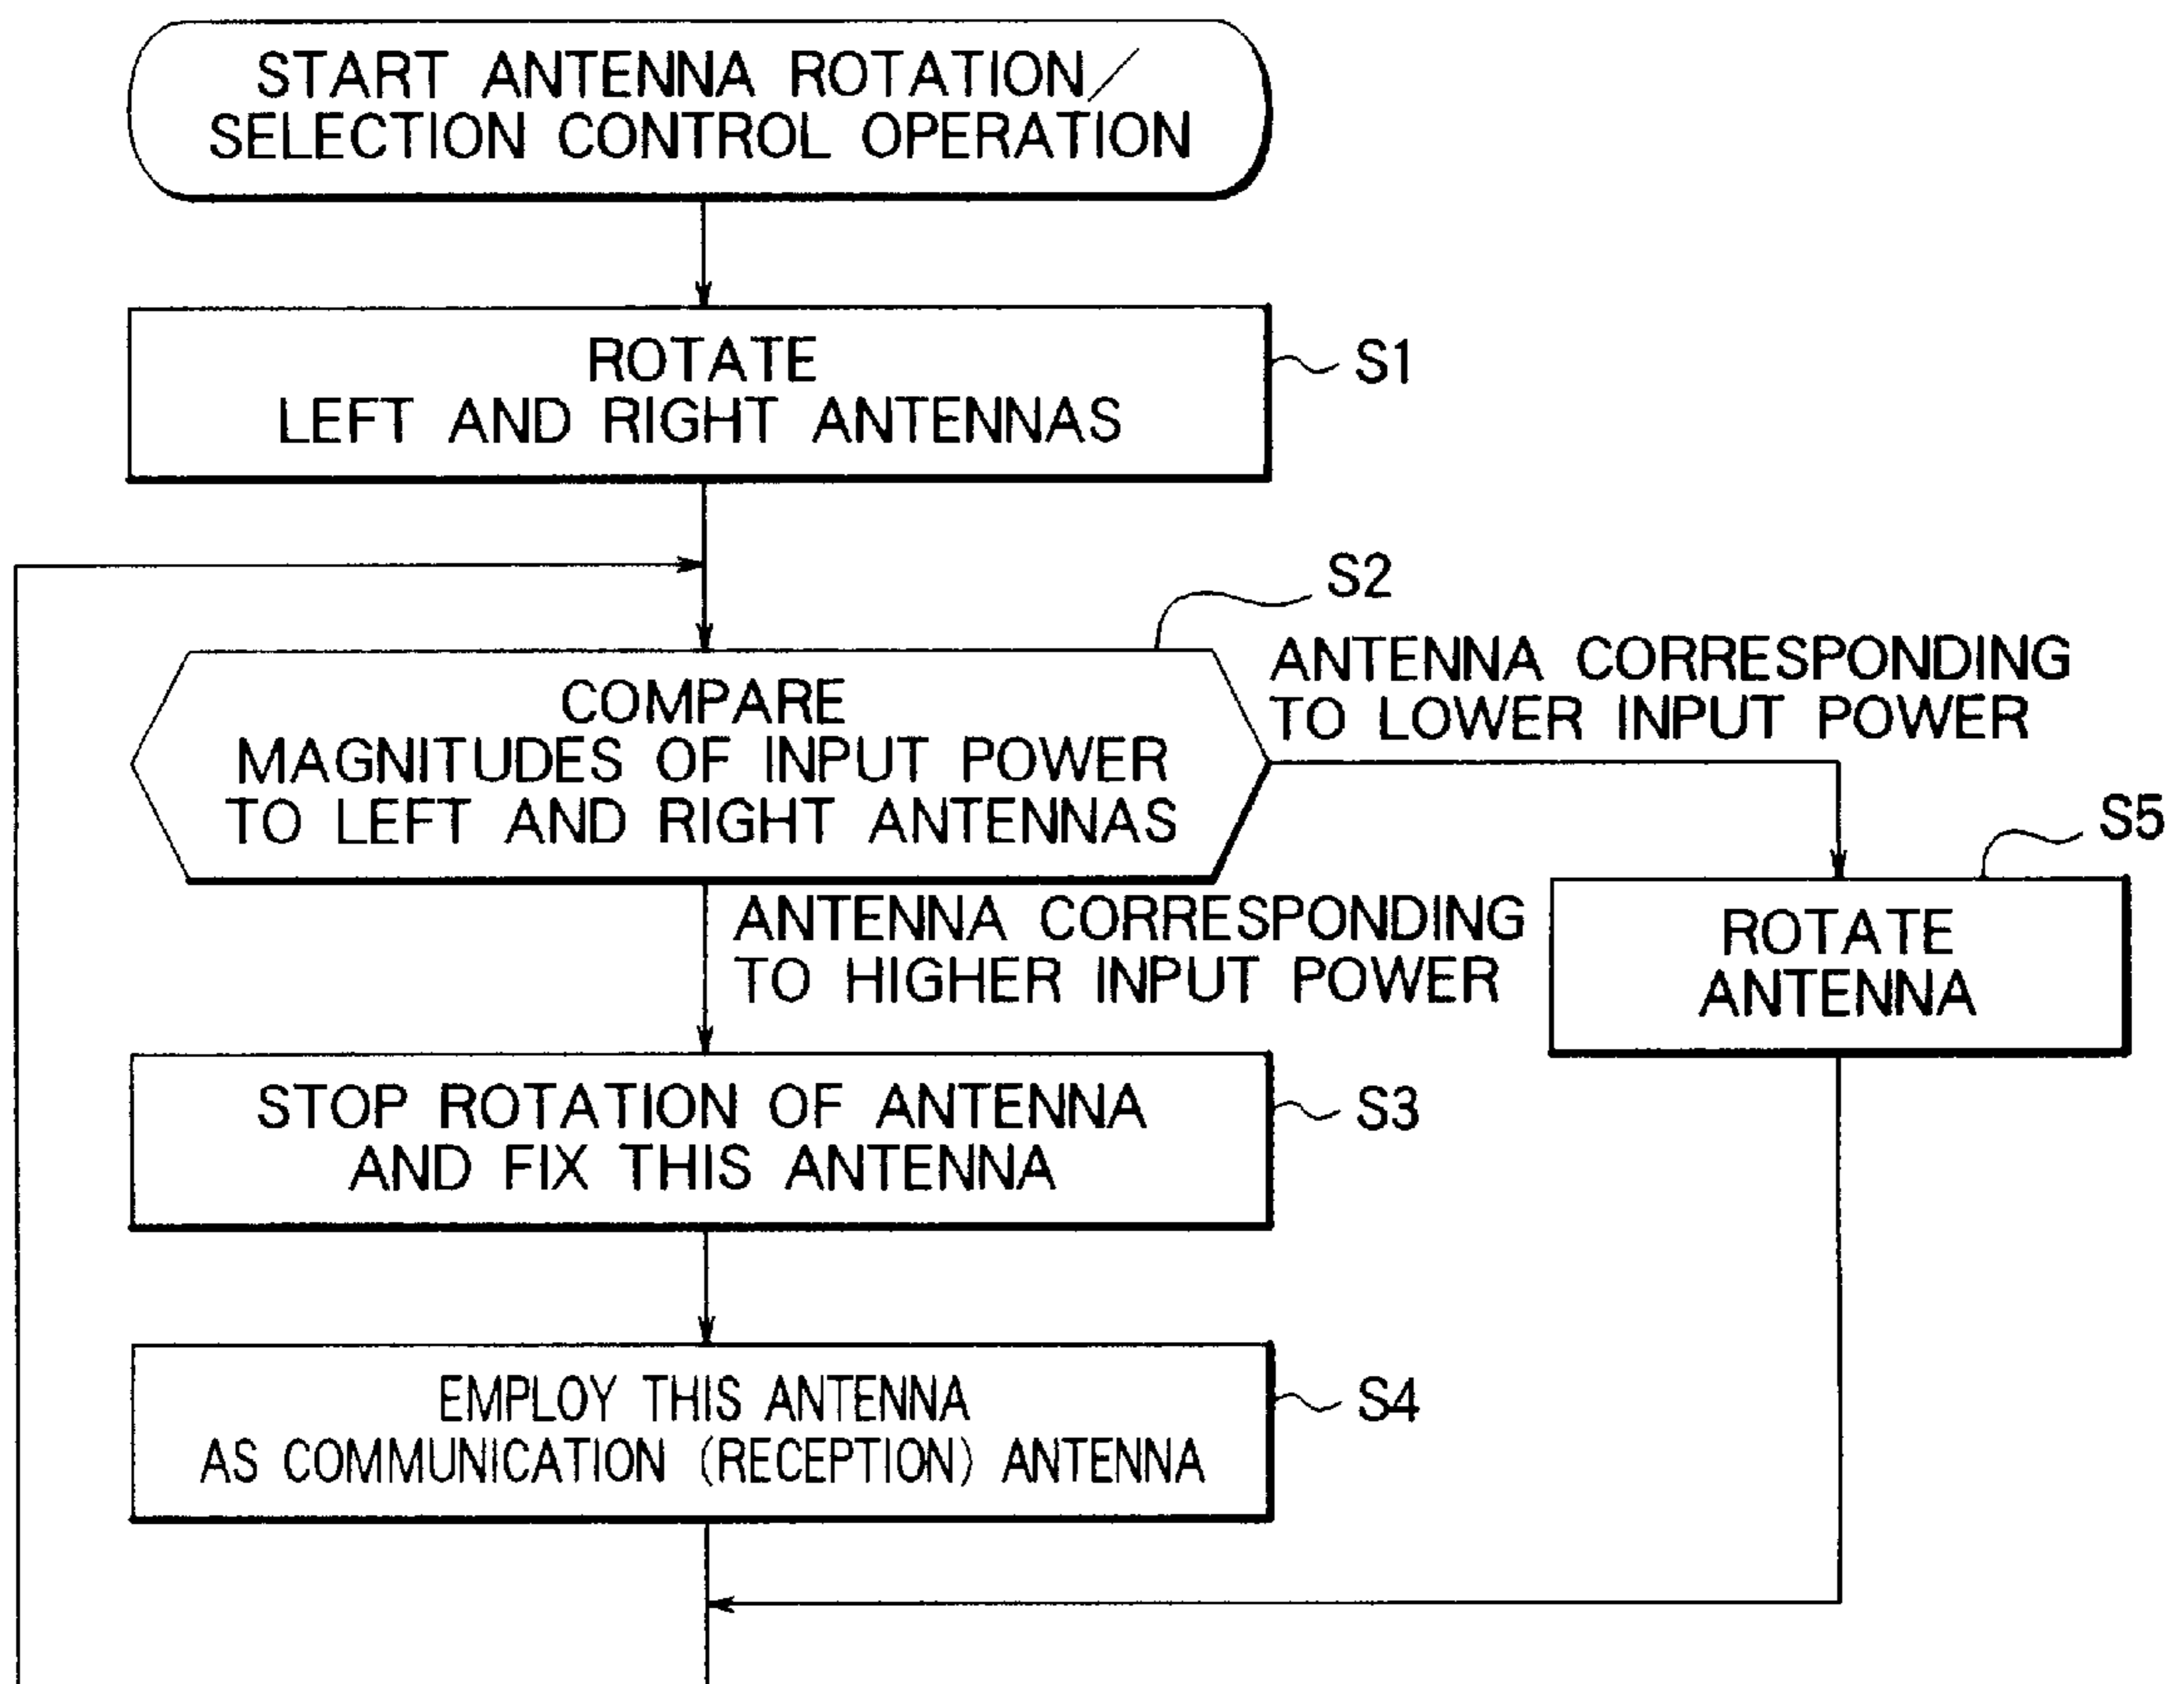 START ANTENNA ROTATION/
SELECTION CONTROL OPERATION
ROTATE
LEFT AND RIGHT ANTENNAS
S1
S2
COMPARE
MAGNITUDES OF INPUT POWER
TO LEFT AND RIGHT ANTENNAS
ANTENNA CORRESPONDING
TO LOWER INPUT POWER
S5
ROTATE
ANTENNA
ANTENNA CORRESPONDING
TO HIGHER INPUT POWER
STOP ROTATION OF ANTENNA
AND FIX THIS ANTENNA
S3
EMPLOY THIS ANTENNA
AS COMMUNICATION (RECEPTION) ANTENNA
S4